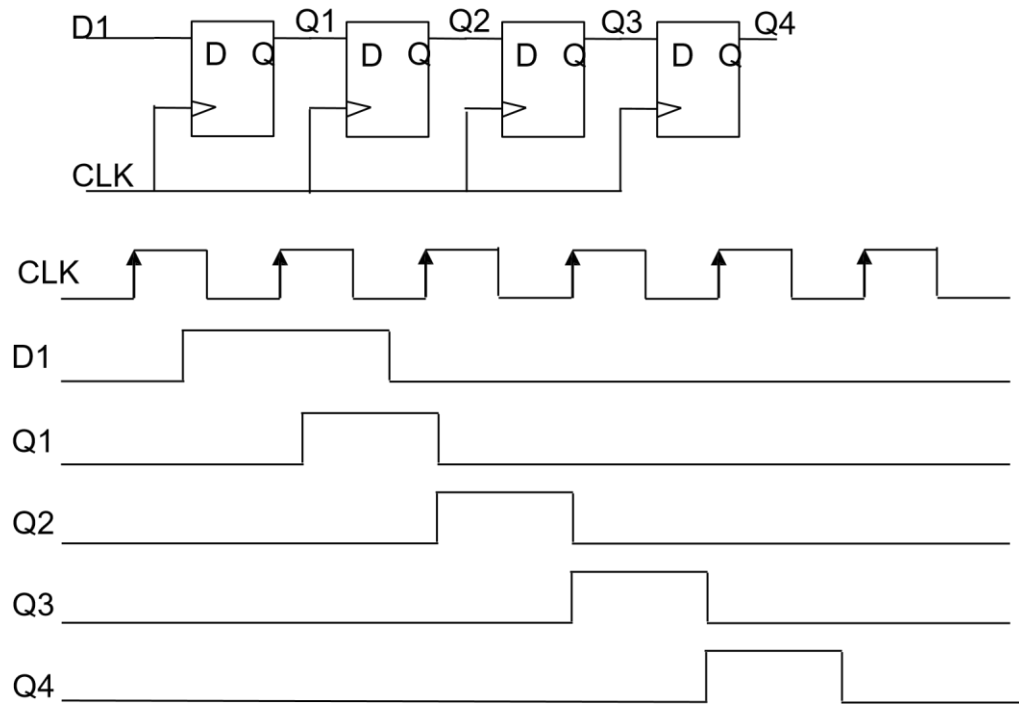 D1 Q1 Q2 Q3 Q4
D Q D Q D Q D Q
CLK
CLK
D1
Q1
Q2
Q3
Q4